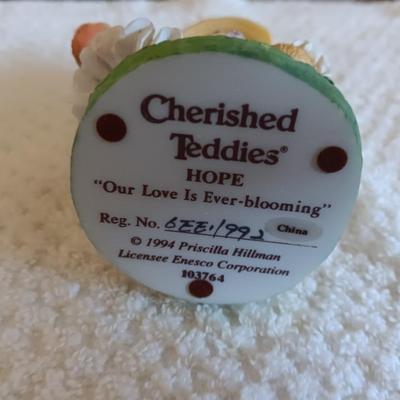 Cherished
Teddies®
HOPE
"Our Love Is Ever-blooming"
Reg. No. 6EE1/992 China
© 1994 Priscilla Hillman
Licensee Enesco Corporation
103764